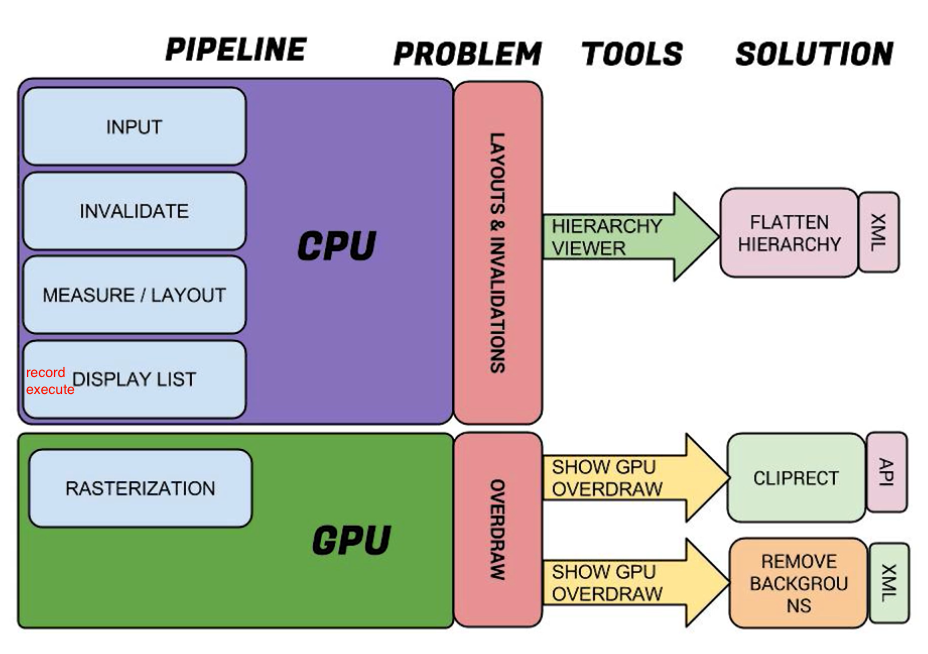 PIPELINE PROBLEM TOOLS SOLUTION
INPUT
INVALIDATE
MEASURE / LAYOUT
record
execute
DISPLAY LIST
CPU
LAYOUTS & INVALIDATIONS
HIERARCHY
VIEWER
FLATTEN
HIERARCHY
XML
RASTERIZATION
GPU
OVERDRAW
SHOW GPU
OVERDRAW
CLIPRECT
API
SHOW GPU
OVERDRAW
REMOVE
BACKGROU
NS
XML